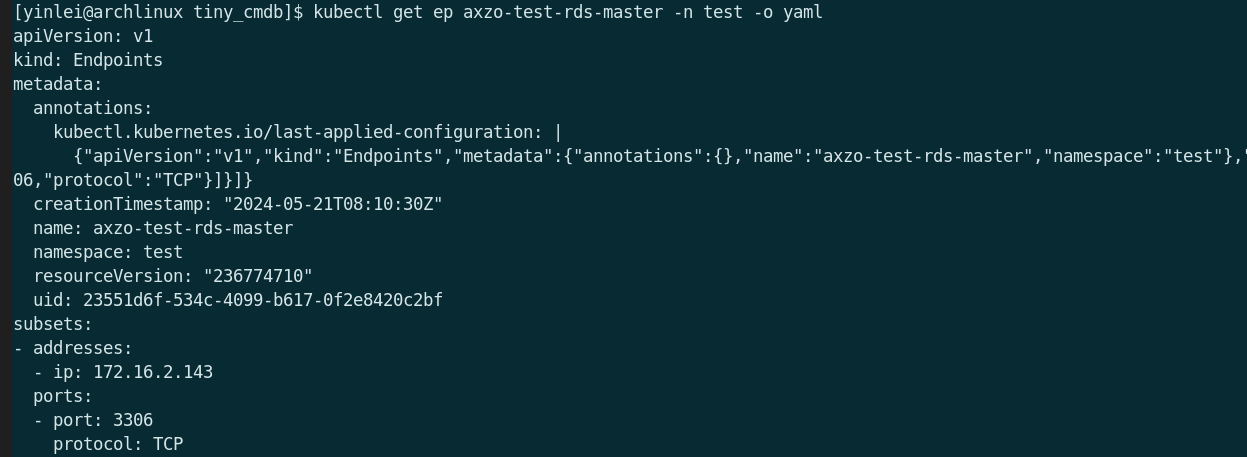 [yinlei@archlinux tiny_cmdb]$ kubectl get ep axzo-test-rds-master -n test -o yaml
apiVersion: v1
kind: Endpoints
metadata:
  annotations:
    kubectl.kubernetes.io/last-applied-configuration: |
      {"apiVersion":"v1","kind":"Endpoints","metadata":{"annotations":{},"name":"axzo-test-rds-master","namespace":"test"},"
06,"protocol":"TCP"}]}]}
  creationTimestamp: "2024-05-21T08:10:30Z"
  name: axzo-test-rds-master
  namespace: test
  resourceVersion: "236774710"
  uid: 23551d6f-534c-4099-b617-0f2e8420c2bf
subsets:
- addresses:
  - ip: 172.16.2.143
  ports:
  - port: 3306
    protocol: TCP